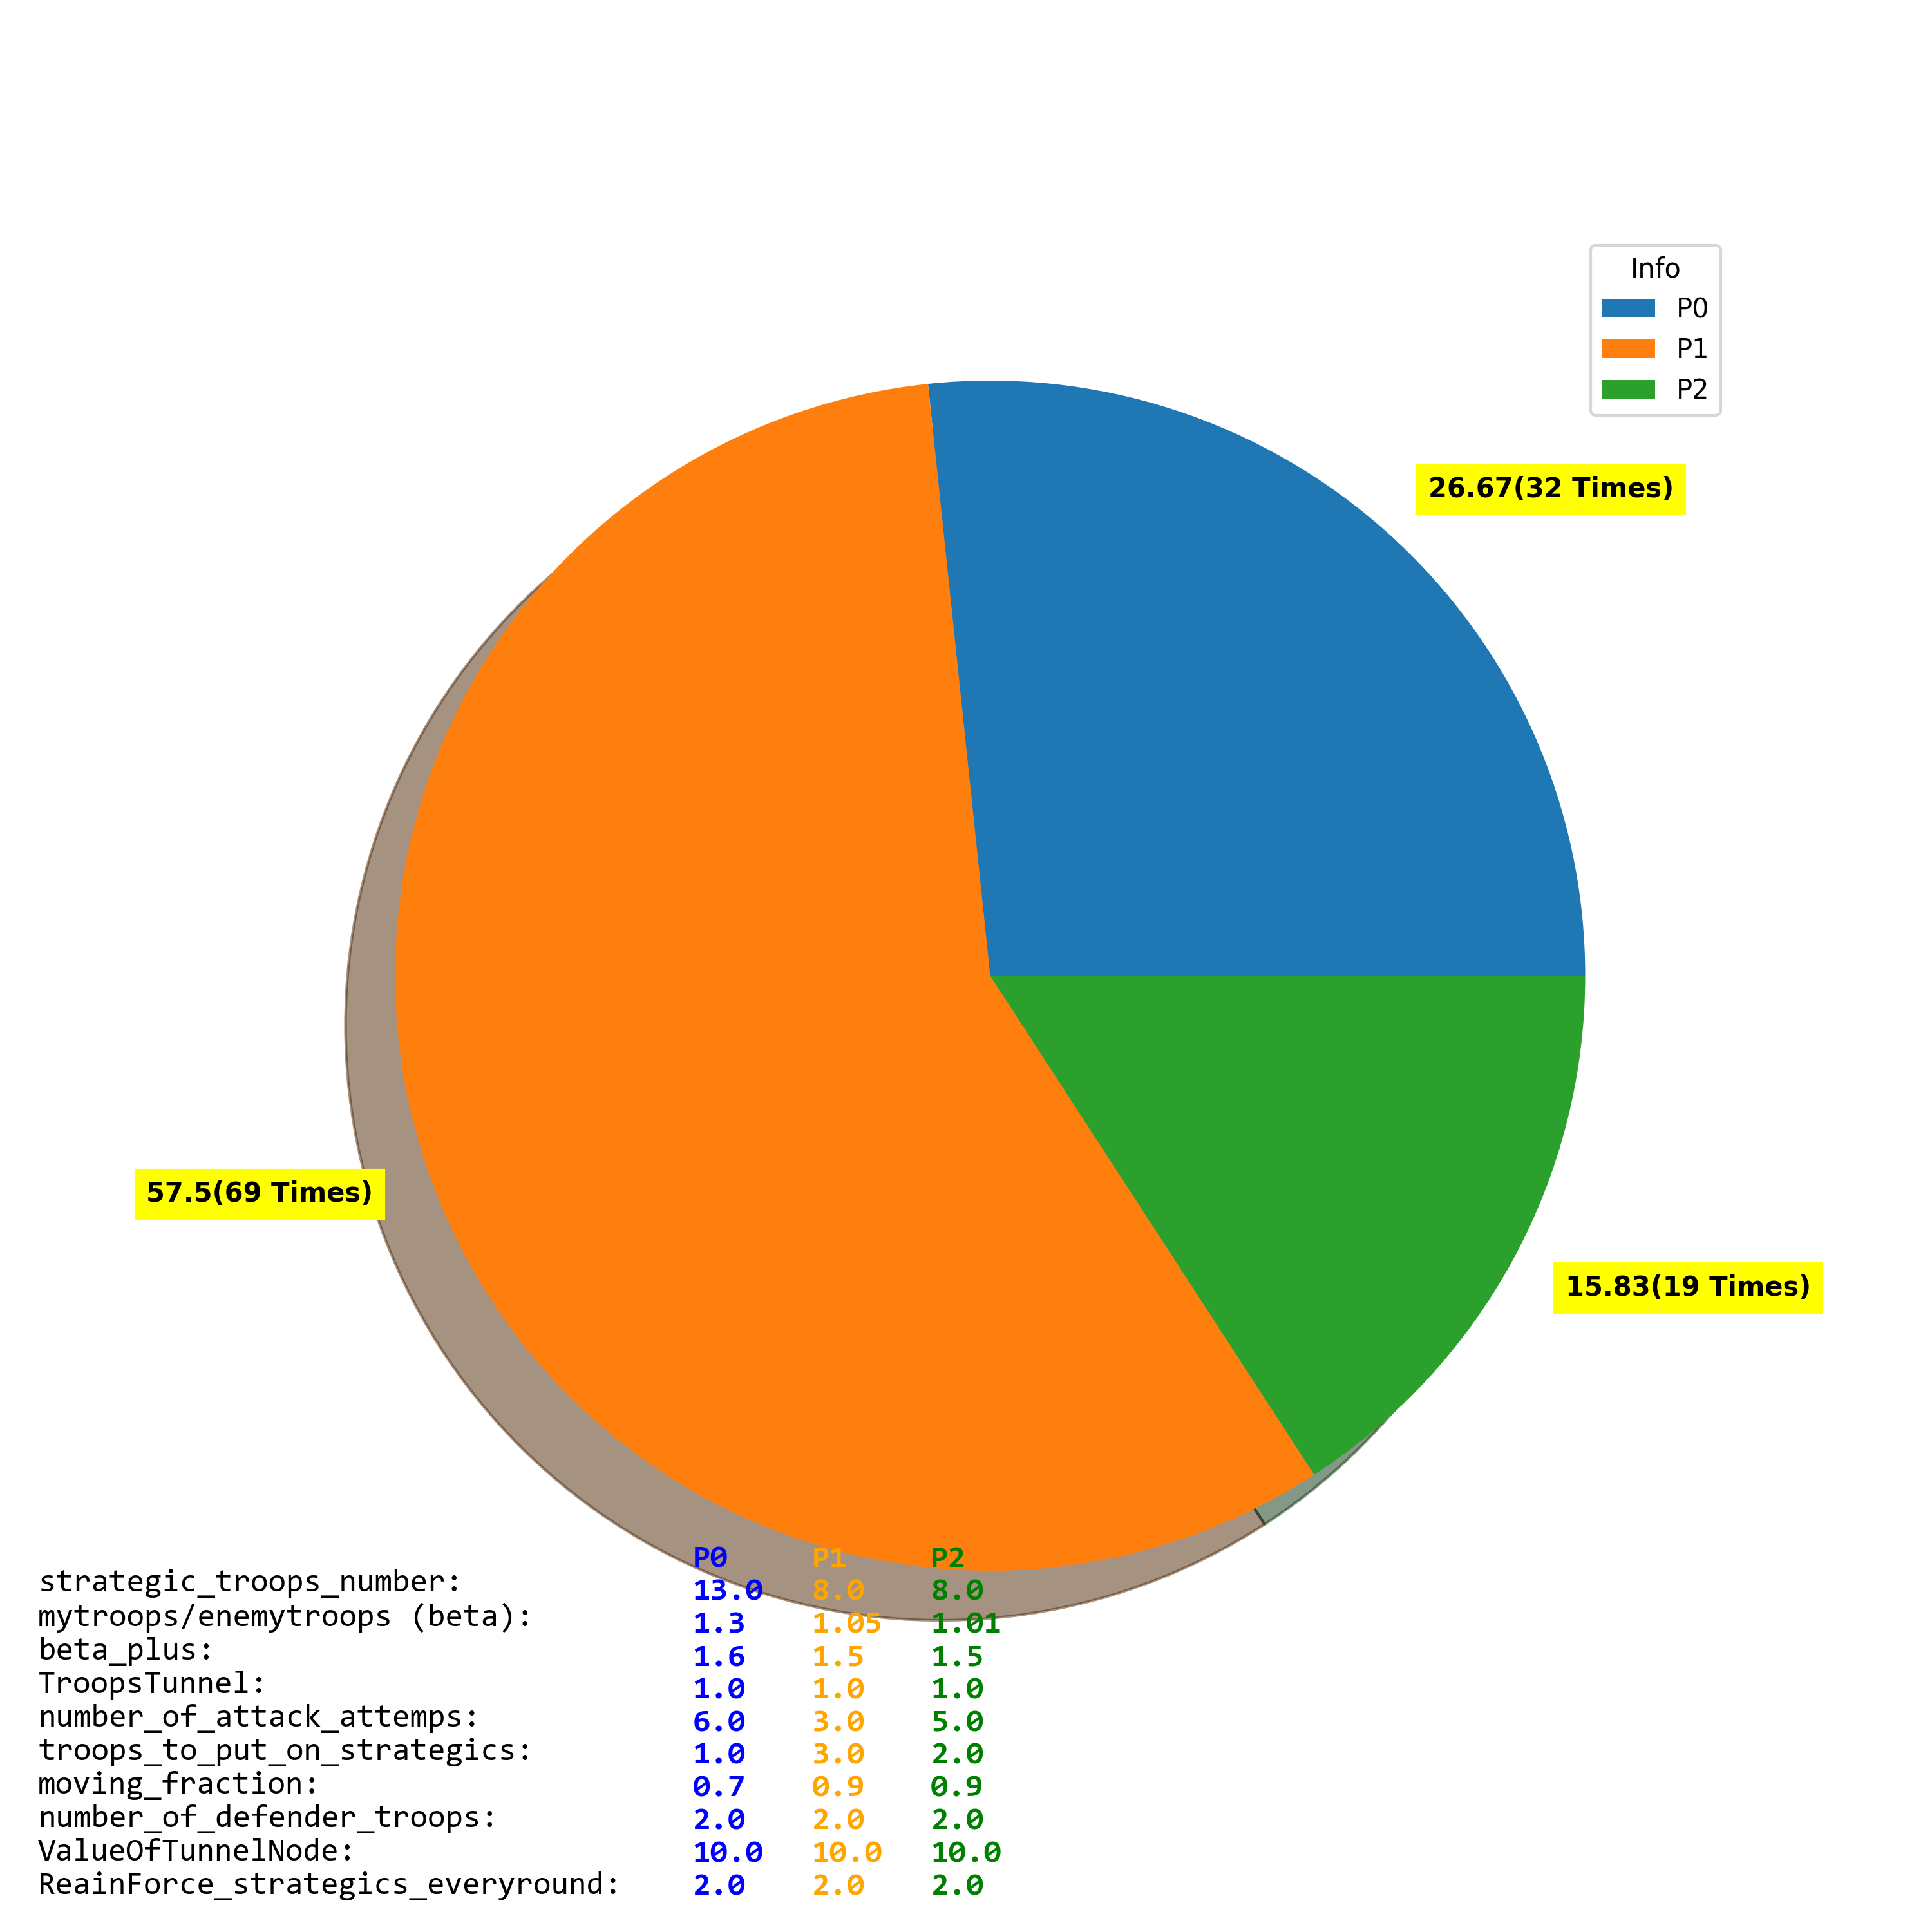 Info
P0
P1
P2
26.67(32 Times)
57.5(69 Times)
15.83(19 Times)
P0 P1 P2
strategic_troops_number: 13.0 8.0 8.0
mytroops/enemytroops (beta): 1.3 1.05 1.01
beta_plus: 1.6 1.5 1.5
TroopsTunnel: 1.0 1.0 1.0
number_of_attack_attemps: 6.0 3.0 5.0
troops_to_put_on_strategics: 1.0 3.0 2.0
moving_fraction: 0.7 0.9 0.9
number_of_defender_troops: 2.0 2.0 2.0
ValueOfTunnelNode: 10.0 10.0 10.0
ReainForce_strategics_everyround: 2.0 2.0 2.0